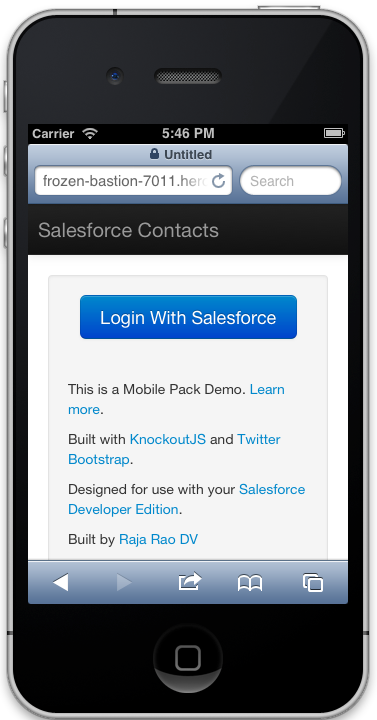 Carrier 5:46 PM
Untitled
frozen-bastion-7011.herc Search
Salesforce Contacts
Login With Salesforce
This is a Mobile Pack Demo. Learn
more.
Built with KnockoutJS and Twitter
Bootstrap.
Designed for use with your Salesforce
Developer Edition.
Built by Raja Rao DV